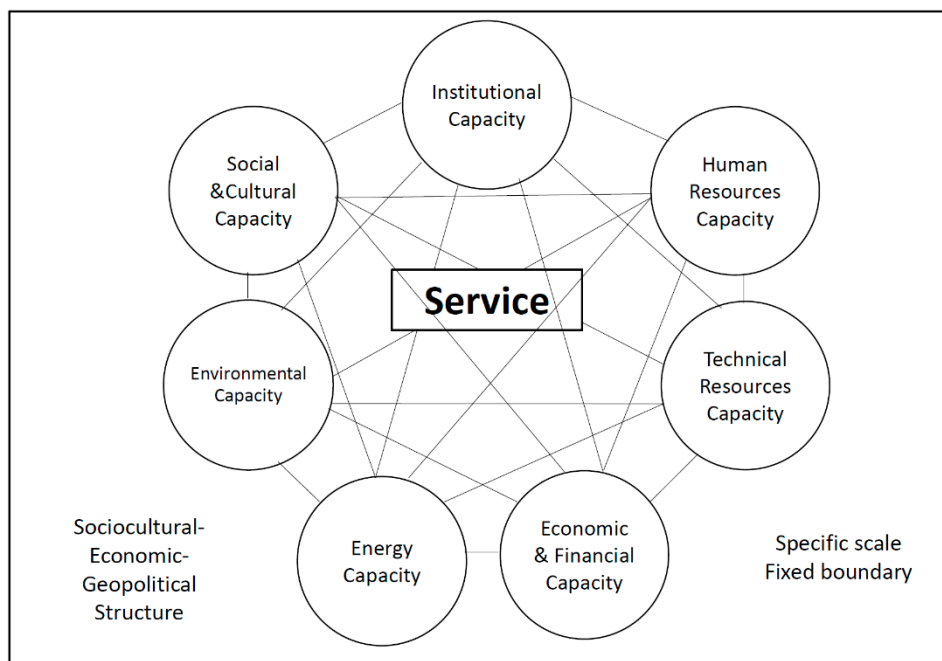 Institutional
Capacity
Social
&Cultural
Capacity
Human
Resources
Capacity
Service
Environmental
Capacity
Technical
Resources
Capacity
Energy
Capacity
Economic
& Financial
Capacity
Sociocultural-
Economic-
Geopolitical
Structure
Specific scale
Fixed boundary